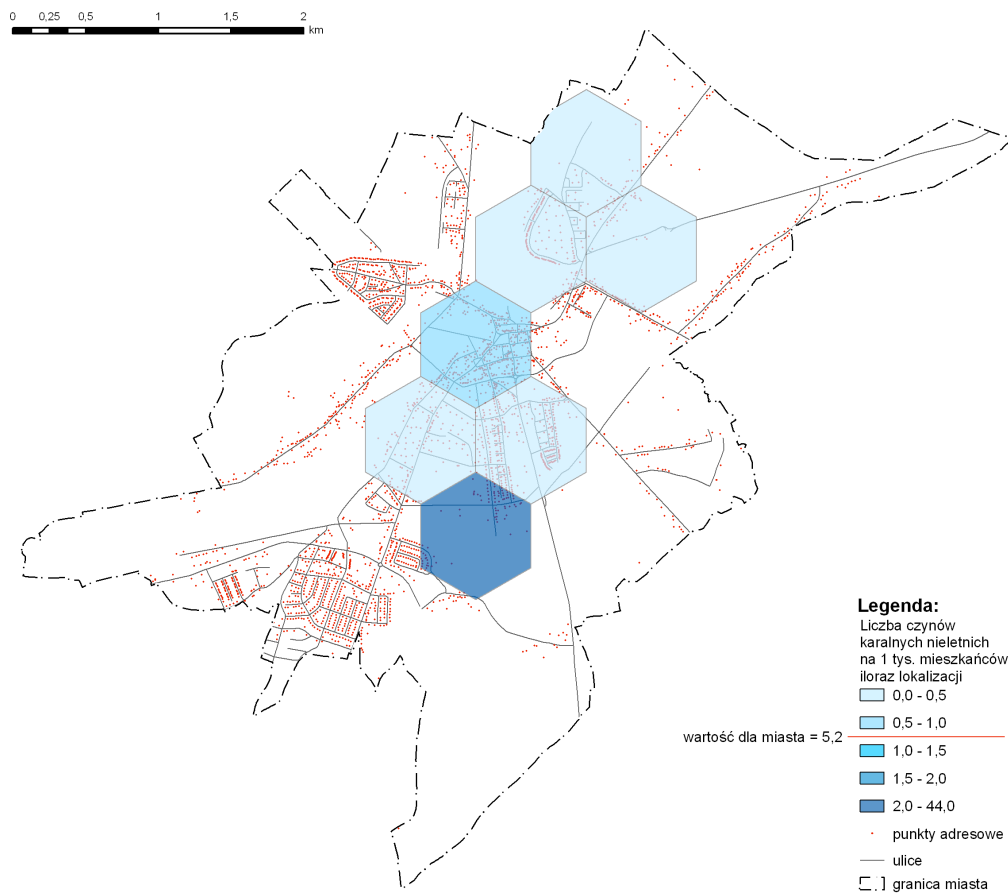 0 0,25 0,5 1 1,5 2
km
Legenda:
Liczba czynów
karalnych nieletnich
na 1 tys. mieszkańców
iloraz lokalizacji
0,0 - 0,5
0,5 - 1,0
wartość dla miasta = 5,2
1,0 - 1,5
1,5 - 2,0
2,0 - 44,0
punkty adresowe
ulice
granica miasta